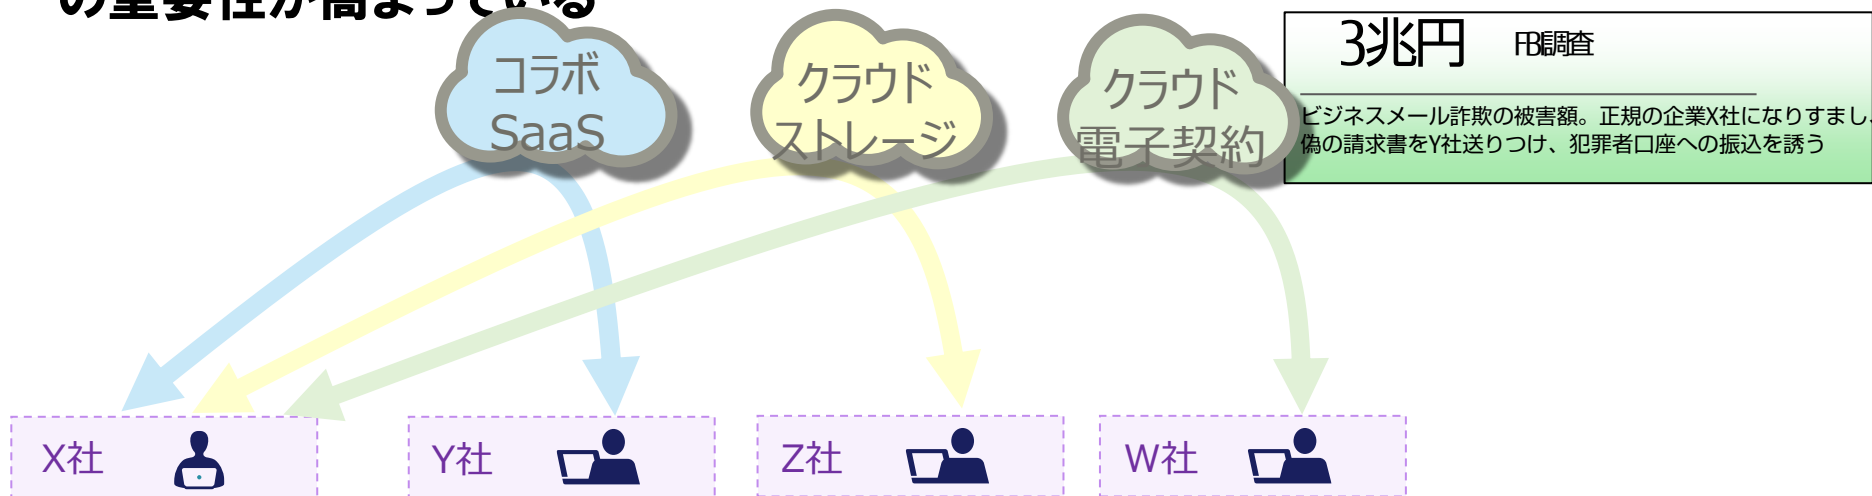 の重要性が高まっている
コラボ
SaaS
クラウド
ストレージ
クラウド
電子契約
3兆円 FBI調査
ビジネスメール詐欺の被害額。正規の企業X社になりすまし、
偽の請求書をY社送りつけ、犯罪者口座への振込を誘う
X社
Y社
Z社
W社